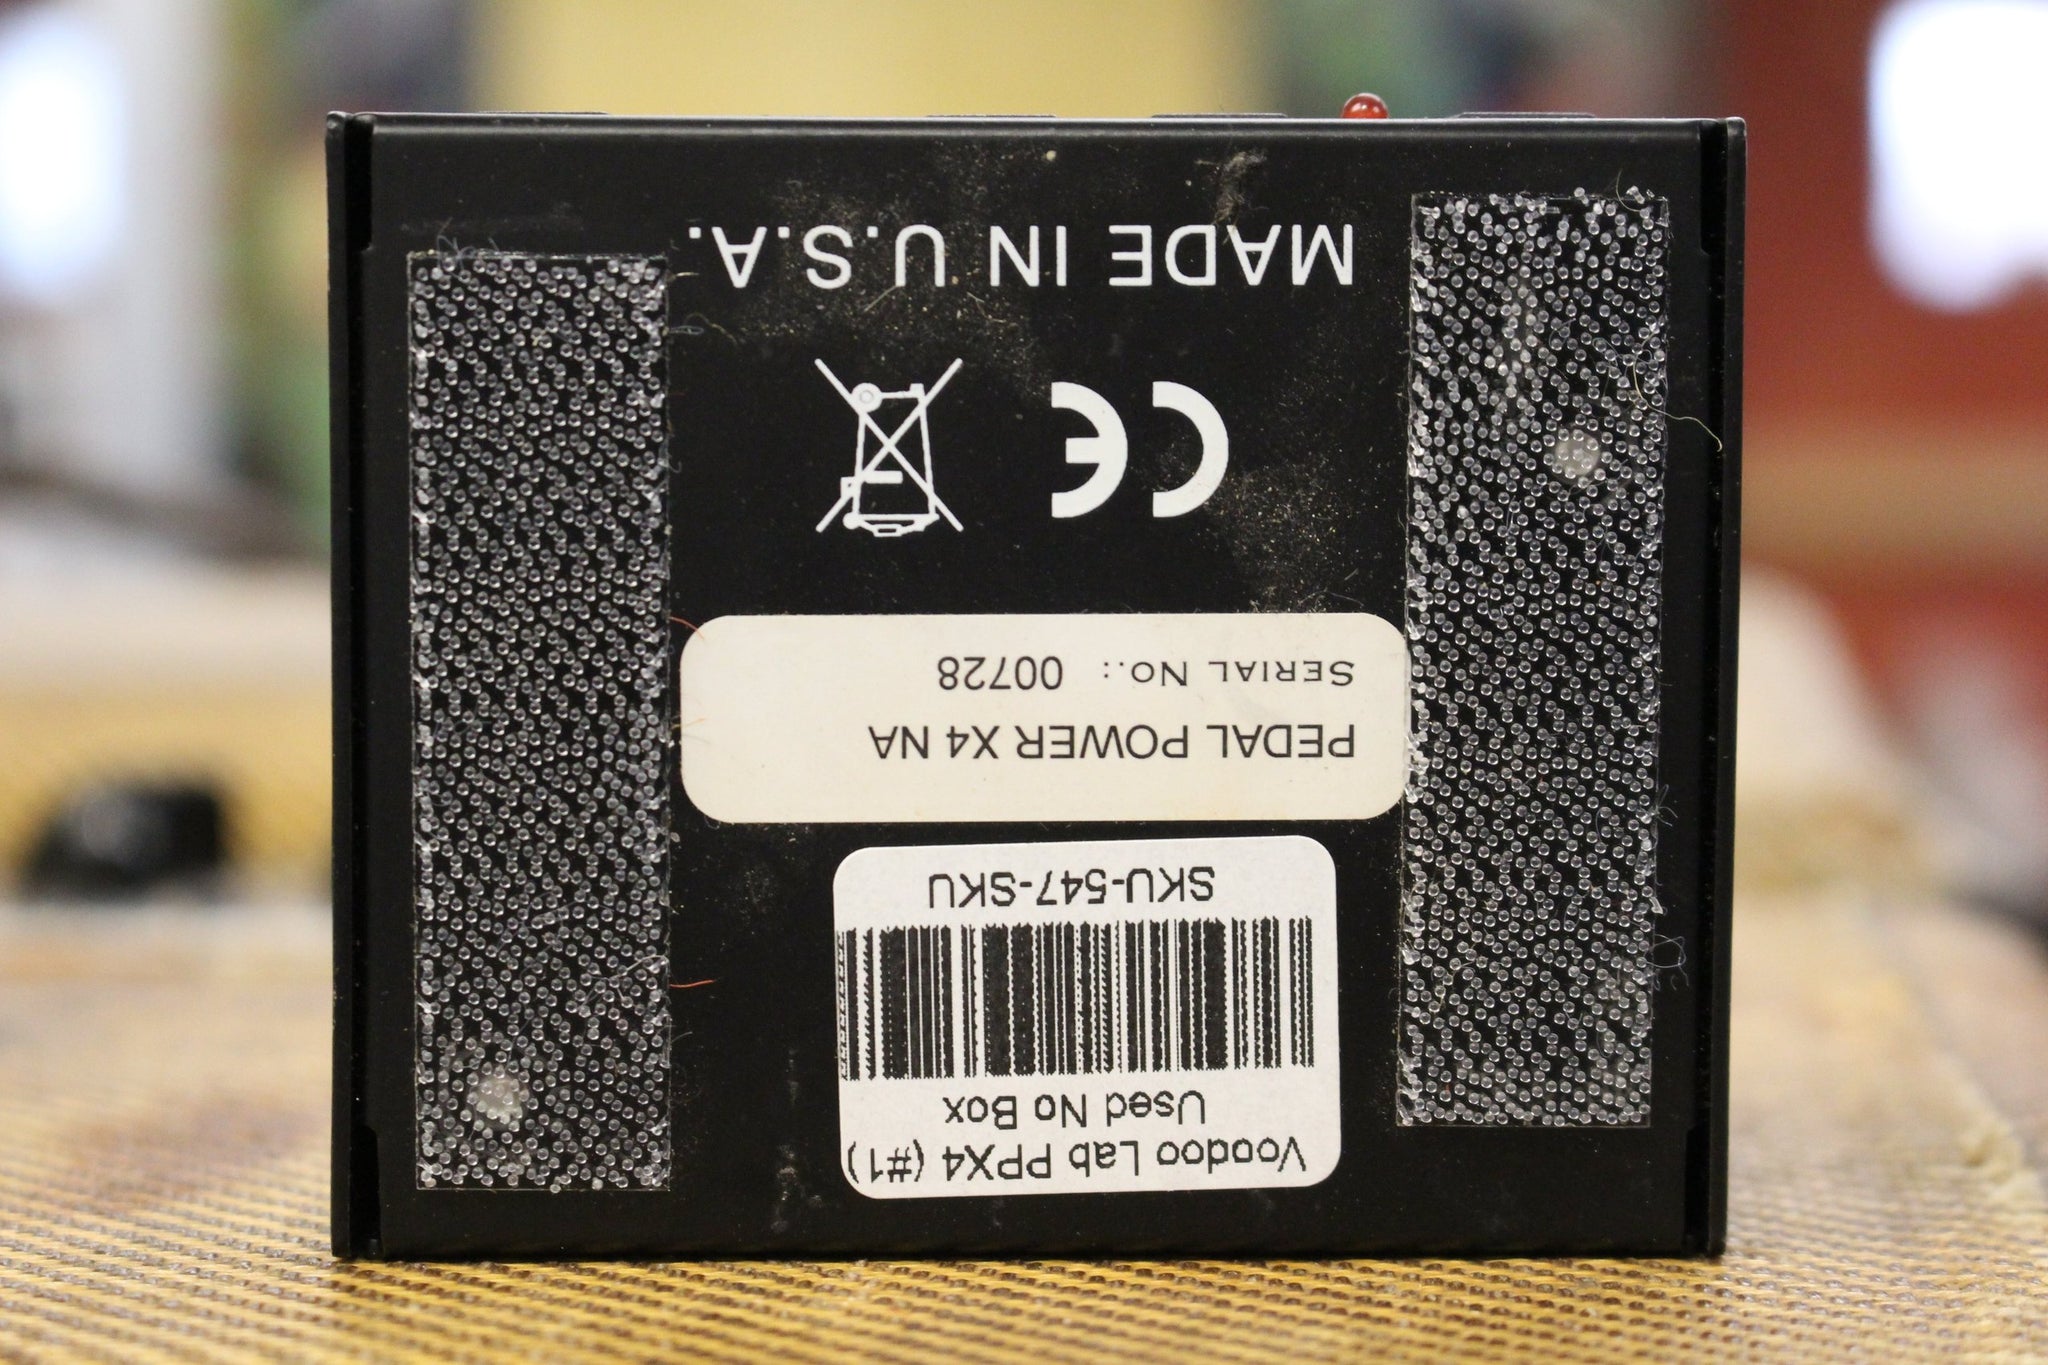 Voodoo Lab PPX4 (#1)
Used No Box
SKU-547-SKU
PEDAL POWER X4 NA
SERIAL NO.: 00728
CE
MADE IN U.S.A.